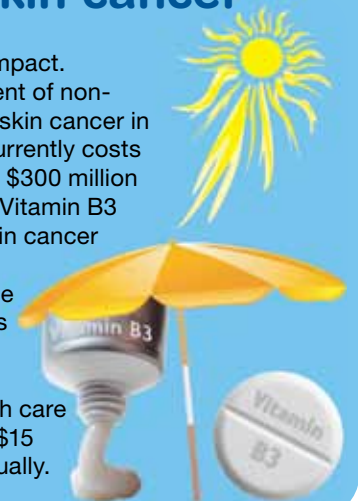 skin cancer
mpact.
ent of non-
skin cancer in
urrently costs
$300 million
Vitamin B3
in cancer
e
s
h care
$15
ually.
min B3
Vitamin
B3